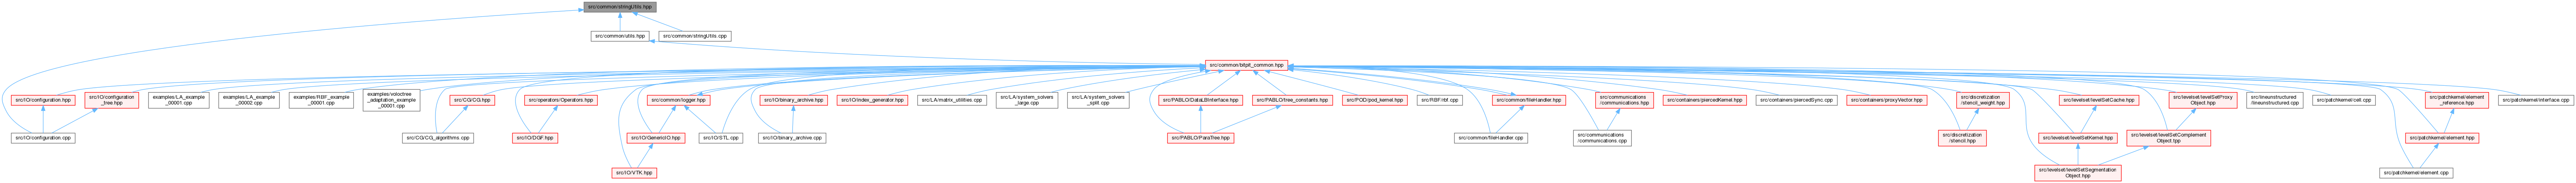 src/common/stringUtils.hpp
src/common/utils.hpp
src/common/stringUtils.cpp
src/common/bitpit_common.hpp
src/IO/configuration.hpp
src/IO/configuration
_tree.hpp
examples/LA_example
_00001.cpp
examples/LA_example
_00002.cpp
examples/RBF_example
_00001.cpp
examples/voloctree
_adaptation_example
_00001.cpp
src/CG/CG.hpp
src/operators/Operators.hpp
src/common/logger.hpp
src/IO/binary_archive.hpp
src/IO/index_generator.hpp
src/LA/matrix_utilities.cpp
src/LA/system_solvers
_large.cpp
src/LA/system_solvers
_split.cpp
src/PABLO/DataLBInterface.hpp
src/PABLO/tree_constants.hpp
src/POD/pod_kernel.hpp
src/RBF/rbf.cpp
src/common/fileHandler.hpp
src/communications
/communications.hpp
src/containers/piercedKernel.hpp
src/containers/piercedSync.cpp
src/containers/proxyVector.hpp
src/discretization
/stencil_weight.hpp
src/levelset/levelSetCache.hpp
src/levelset/levelSetProxy
Object.hpp
src/lineunstructured
/lineunstructured.cpp
src/patchkernel/cell.cpp
src/patchkernel/element
_reference.hpp
src/patchkernel/interface.cpp
src/IO/configuration.cpp
src/CG/CG_algorithms.cpp
src/IO/DGF.hpp
src/IO/GenericIO.hpp
src/IO/STL.cpp
src/IO/binary_archive.cpp
src/PABLO/ParaTree.hpp
src/common/fileHandler.cpp
src/communications
/communications.cpp
src/discretization
/stencil.hpp
src/levelset/levelSetKernel.hpp
src/levelset/levelSetComplement
Object.tpp
src/patchkernel/element.hpp
src/IO/VTK.hpp
src/levelset/levelSetSegmentation
Object.hpp
src/patchkernel/element.cpp